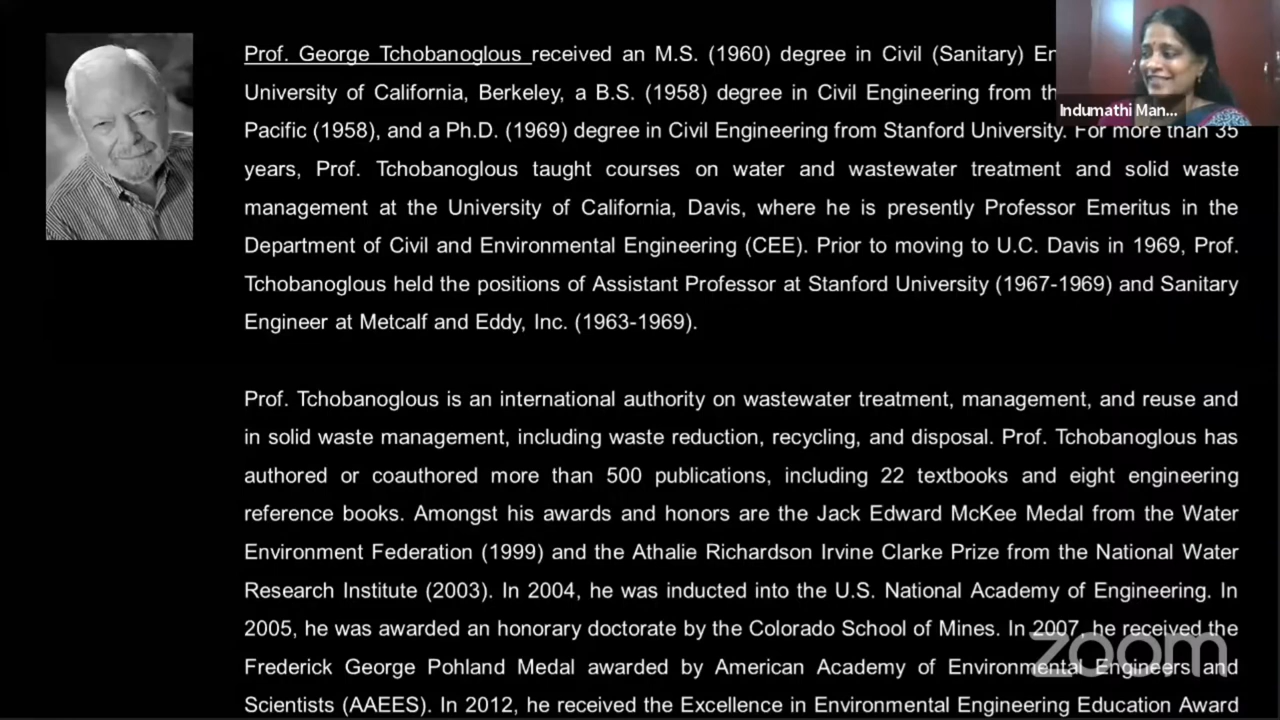 Prof. George Tchobanoglous received an M.S. (1960) degree in Civil (Sanitary)
University of California, Berkeley, a B.S. (1958) degree in Civil Engineering from
Pacific (1958), and a Ph.D. (1969) degree in Civil Engineering from Stanford University. For more than 35
years, Prof. Tchobanoglous taught courses on water and wastewater treatment and solid waste
management at the University of California, Davis, where he is presently Professor Emeritus in the
Department of Civil and Environmental Engineering (CEE). Prior to moving to U.C. Davis in 1969, Prof.
Tchobanoglous held the positions of Assistant Professor at Stanford University (1967-1969) and Sanitary
Engineer at Metcalf and Eddy, Inc. (1963-1969).
Prof. Tchobanoglous is an international authority on wastewater treatment, management, and reuse and
in solid waste management, including waste reduction, recycling, and disposal. Prof. Tchobanoglous has
authored or coauthored more than 500 publications, including 22 textbooks and eight engineering
reference books. Amongst his awards and honors are the Jack Edward McKee Medal from the Water
Environment Federation (1999) and the Athalie Richardson Irvine Clarke Prize from the National Water
Research Institute (2003). In 2004, he was inducted into the U.S. National Academy of Engineering. In
2005, he was awarded an honorary doctorate by the Colorado School of Mines. In 2007, he received the
Frederick George Pohland Medal awarded by American Academy of Environmental Engineers and
Scientists (AAEES). In 2012, he received the Excellence in Environmental Engineering Education Award
Indumathi Man...
zoom